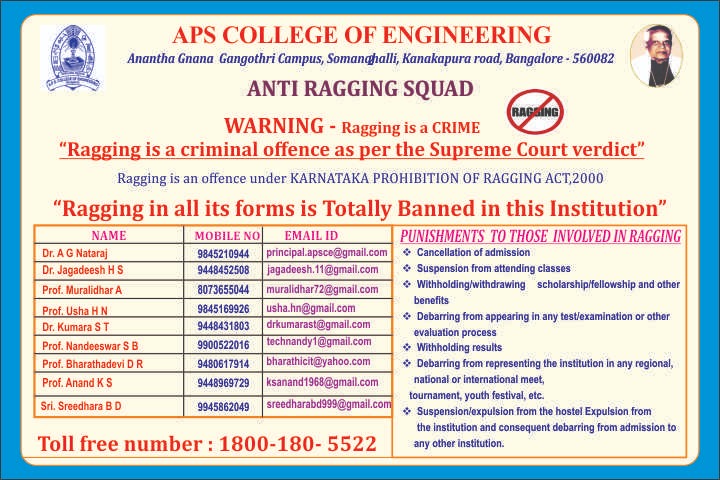 APS COLLEGE OF ENGINEERING
Anantha Gnana Gangothri Campus, Somanaghalli, Kanakapura road, Bangalore - 560082
ANTI RAGGING SQUAD
RAGGING
WARNING - Ragging is a CRIME
“Ragging is a criminal offence as per the Supreme Court verdict”
Ragging is an offence under KARNATAKA PROHIBITION OF RAGGING ACT,2000
“Ragging in all its forms is Totally Banned in this Institution”
NAME MOBILE NO EMAIL ID
Dr. A G Nataraj 9845210944 principal.apsce@gmail.com
Dr. Jagadeesh H S 9448452508 jagadeesh.11@gmail.com
Prof. Muralidhar A 8073655044 muralidhar72@gmail.com
Prof. Usha H N 9845169926 usha.hn@gmail.com
Dr. Kumara S T 9448431803 drkumarast@gmail.com
Prof. Nandeeswar S B 9900522016 technandy1@gmail.com
Prof. Bharathadevi D R 9480617914 bharathicit@yahoo.com
Prof. Anand K S 9448969729 ksanand1968@gmail.com
Sri. Sreedhara B D 9945862049 sreedharabd999@gmail.com
Toll free number : 1800-180- 5522
PUNISHMENTS TO THOSE INVOLVED IN RAGGING
❖ Cancellation of admission
❖ Suspension from attending classes
❖ Withholding/withdrawing scholarship/fellowship and other
benefits
❖ Debarring from appearing in any test/examination or other
evaluation process
❖ Withholding results
❖ Debarring from representing the institution in any regional,
national or international meet,
tournament, youth festival, etc.
❖ Suspension/expulsion from the hostel Expulsion from
the institution and consequent debarring from admission to
any other institution.